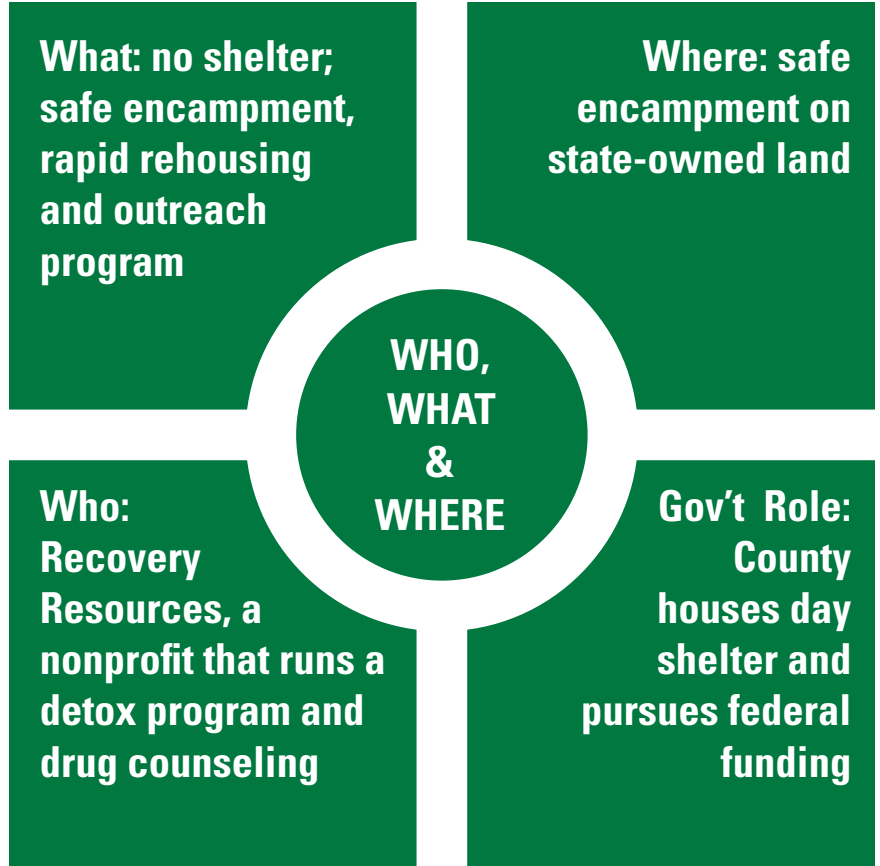 What: no shelter;
safe encampment,
rapid rehousing
and outreach
program
Where: safe
encampment on
state-owned land
WHO,
WHAT
&
WHERE
Who:
Recovery
Resources, a
nonprofit that runs a
detox program and
drug counseling
Gov't Role:
County
houses day
shelter and
pursues federal
funding